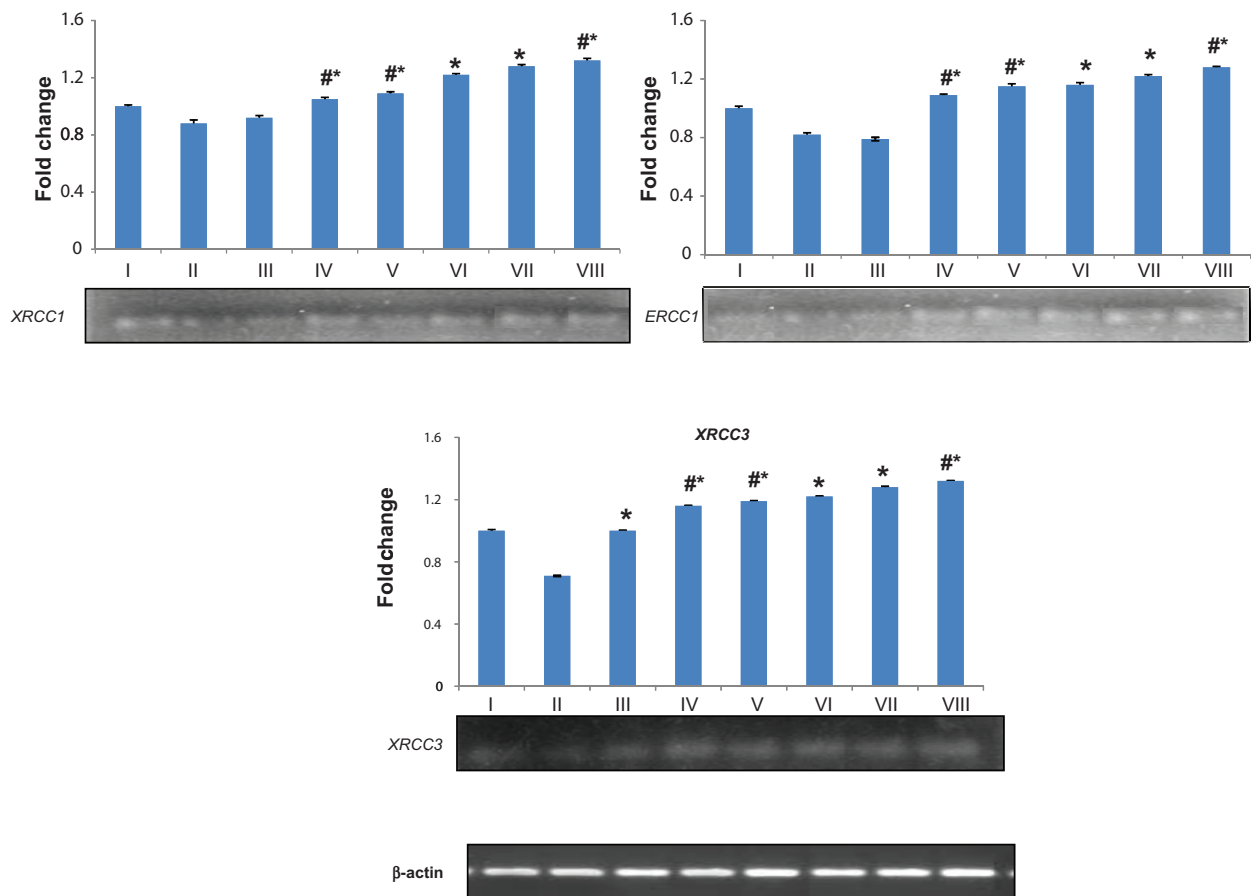 1.6
1.2
0.8
0.4
0
Fold change
#*
#*
*
*
#*
I II III IV V VI VII VIII
XRCC1
1.6
1.2
0.8
0.4
0
Fold change
#*
#*
*
*
#*
I II III IV V VI VII VIII
ERCC1
XRCC3
1.6
1.2
0.8
0.4
0
Foldchange
*
#*
#*
*
*
#*
I II III IV V VI VII VIII
XRCC3
β-actin